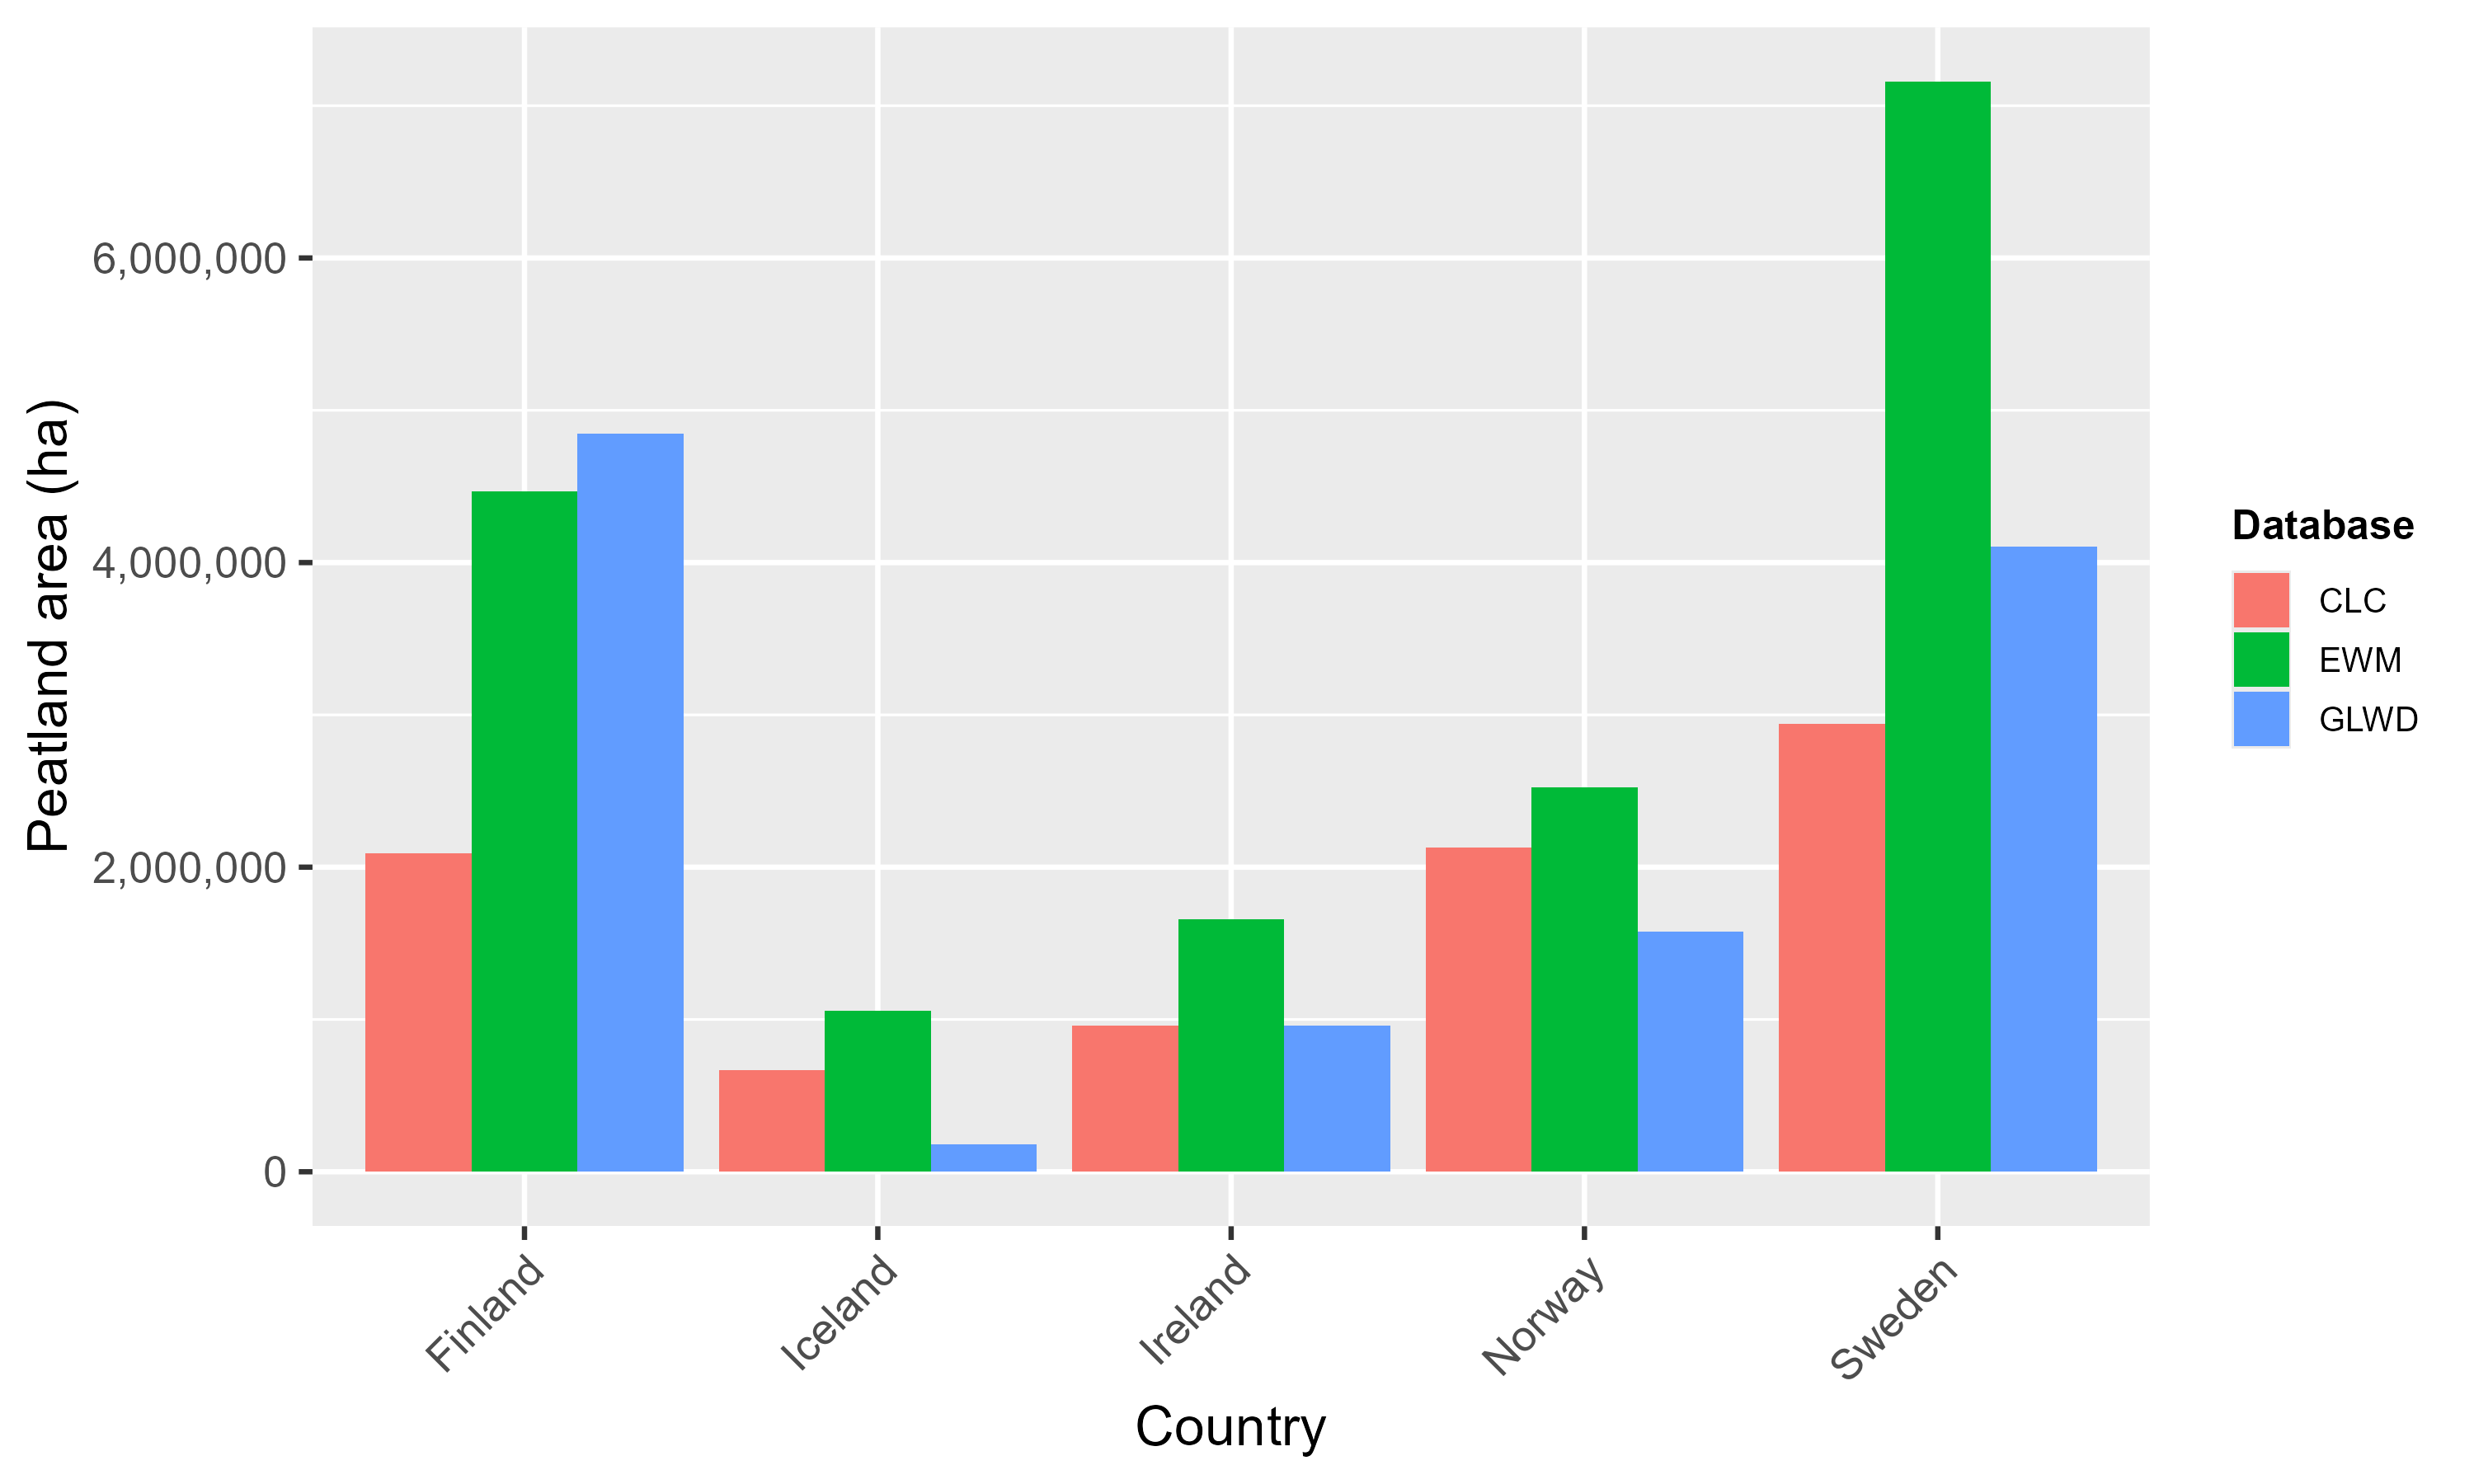 Peatland area (ha)
6,000,000
4,000,000
2,000,000
0
Finland
Iceland
Ireland
Norway
Sweden
Country
Database
CLC
EWM
GLWD